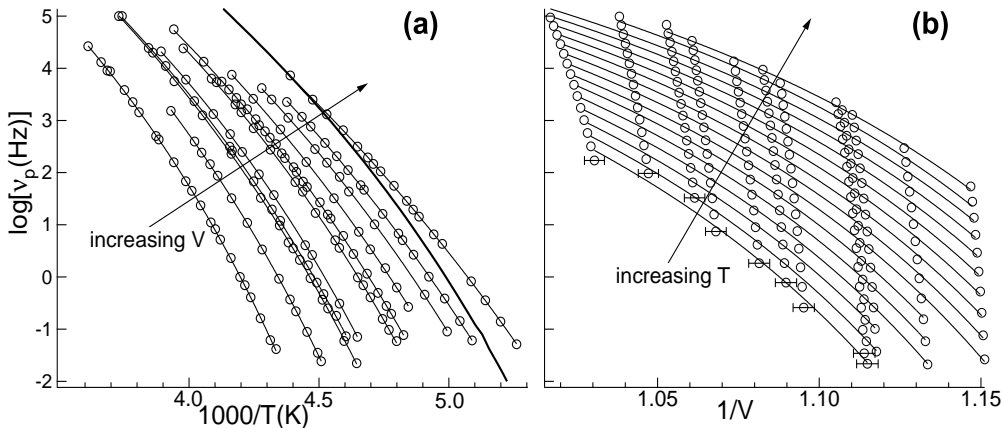 (a)
(b)
log[νp(Hz)]
5
4
3
2
1
0
-1
-2
increasing V
increasing T
4.0
4.5
5.0
1000/T(K)
1.05
1.10
1.15
1/V